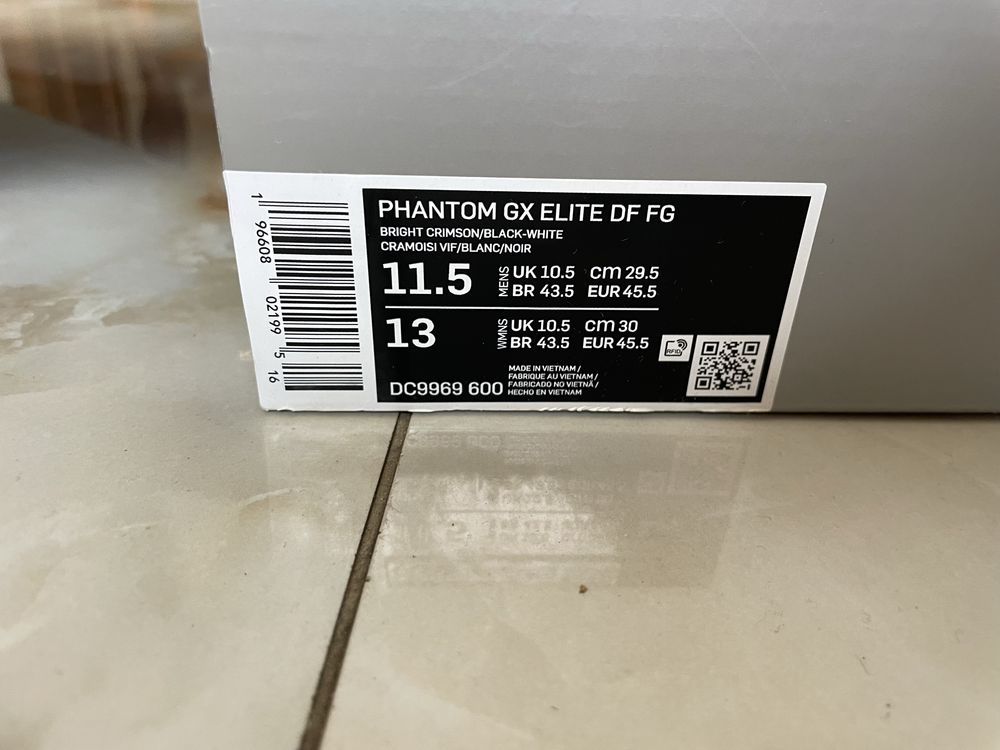 1 96608 02199 5 16
PHANTOM GX ELITE DF FG
BRIGHT CRIMSON/BLACK-WHITE
CRAMOISI VIF/BLANC/NOIR
11.5 MENS UK 10.5 cm 29.5
BR 43.5 EUR 45.5
13 WMNS UK 10.5 cm 30
BR 43.5 EUR 45.5
RFID
MADE IN VIETNAM /
FABRIQUE AU VIETNAM /
FABRICADO NO VIETNÃ /
HECHO EN VIETNAM
DC9969 600